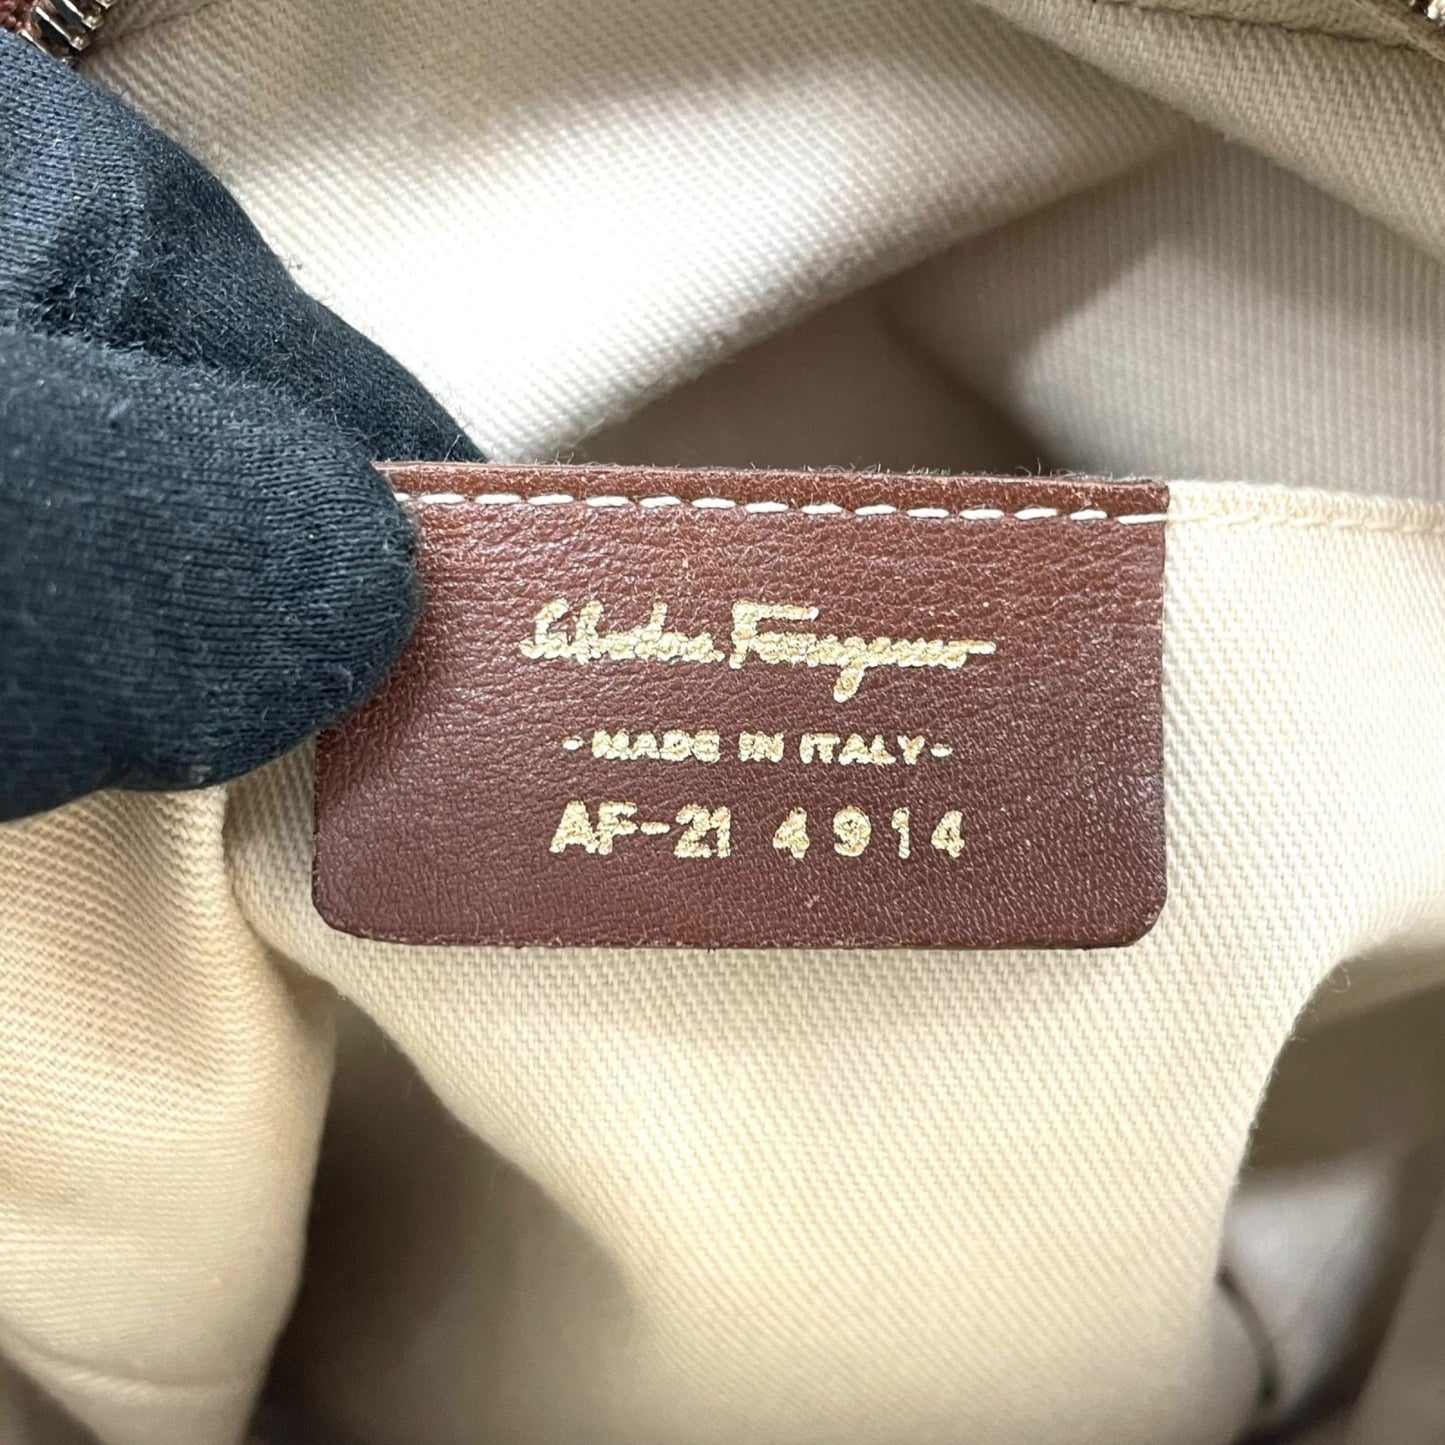 Salvatore Ferragamo
-MADE IN ITALY-
AF-21 4914